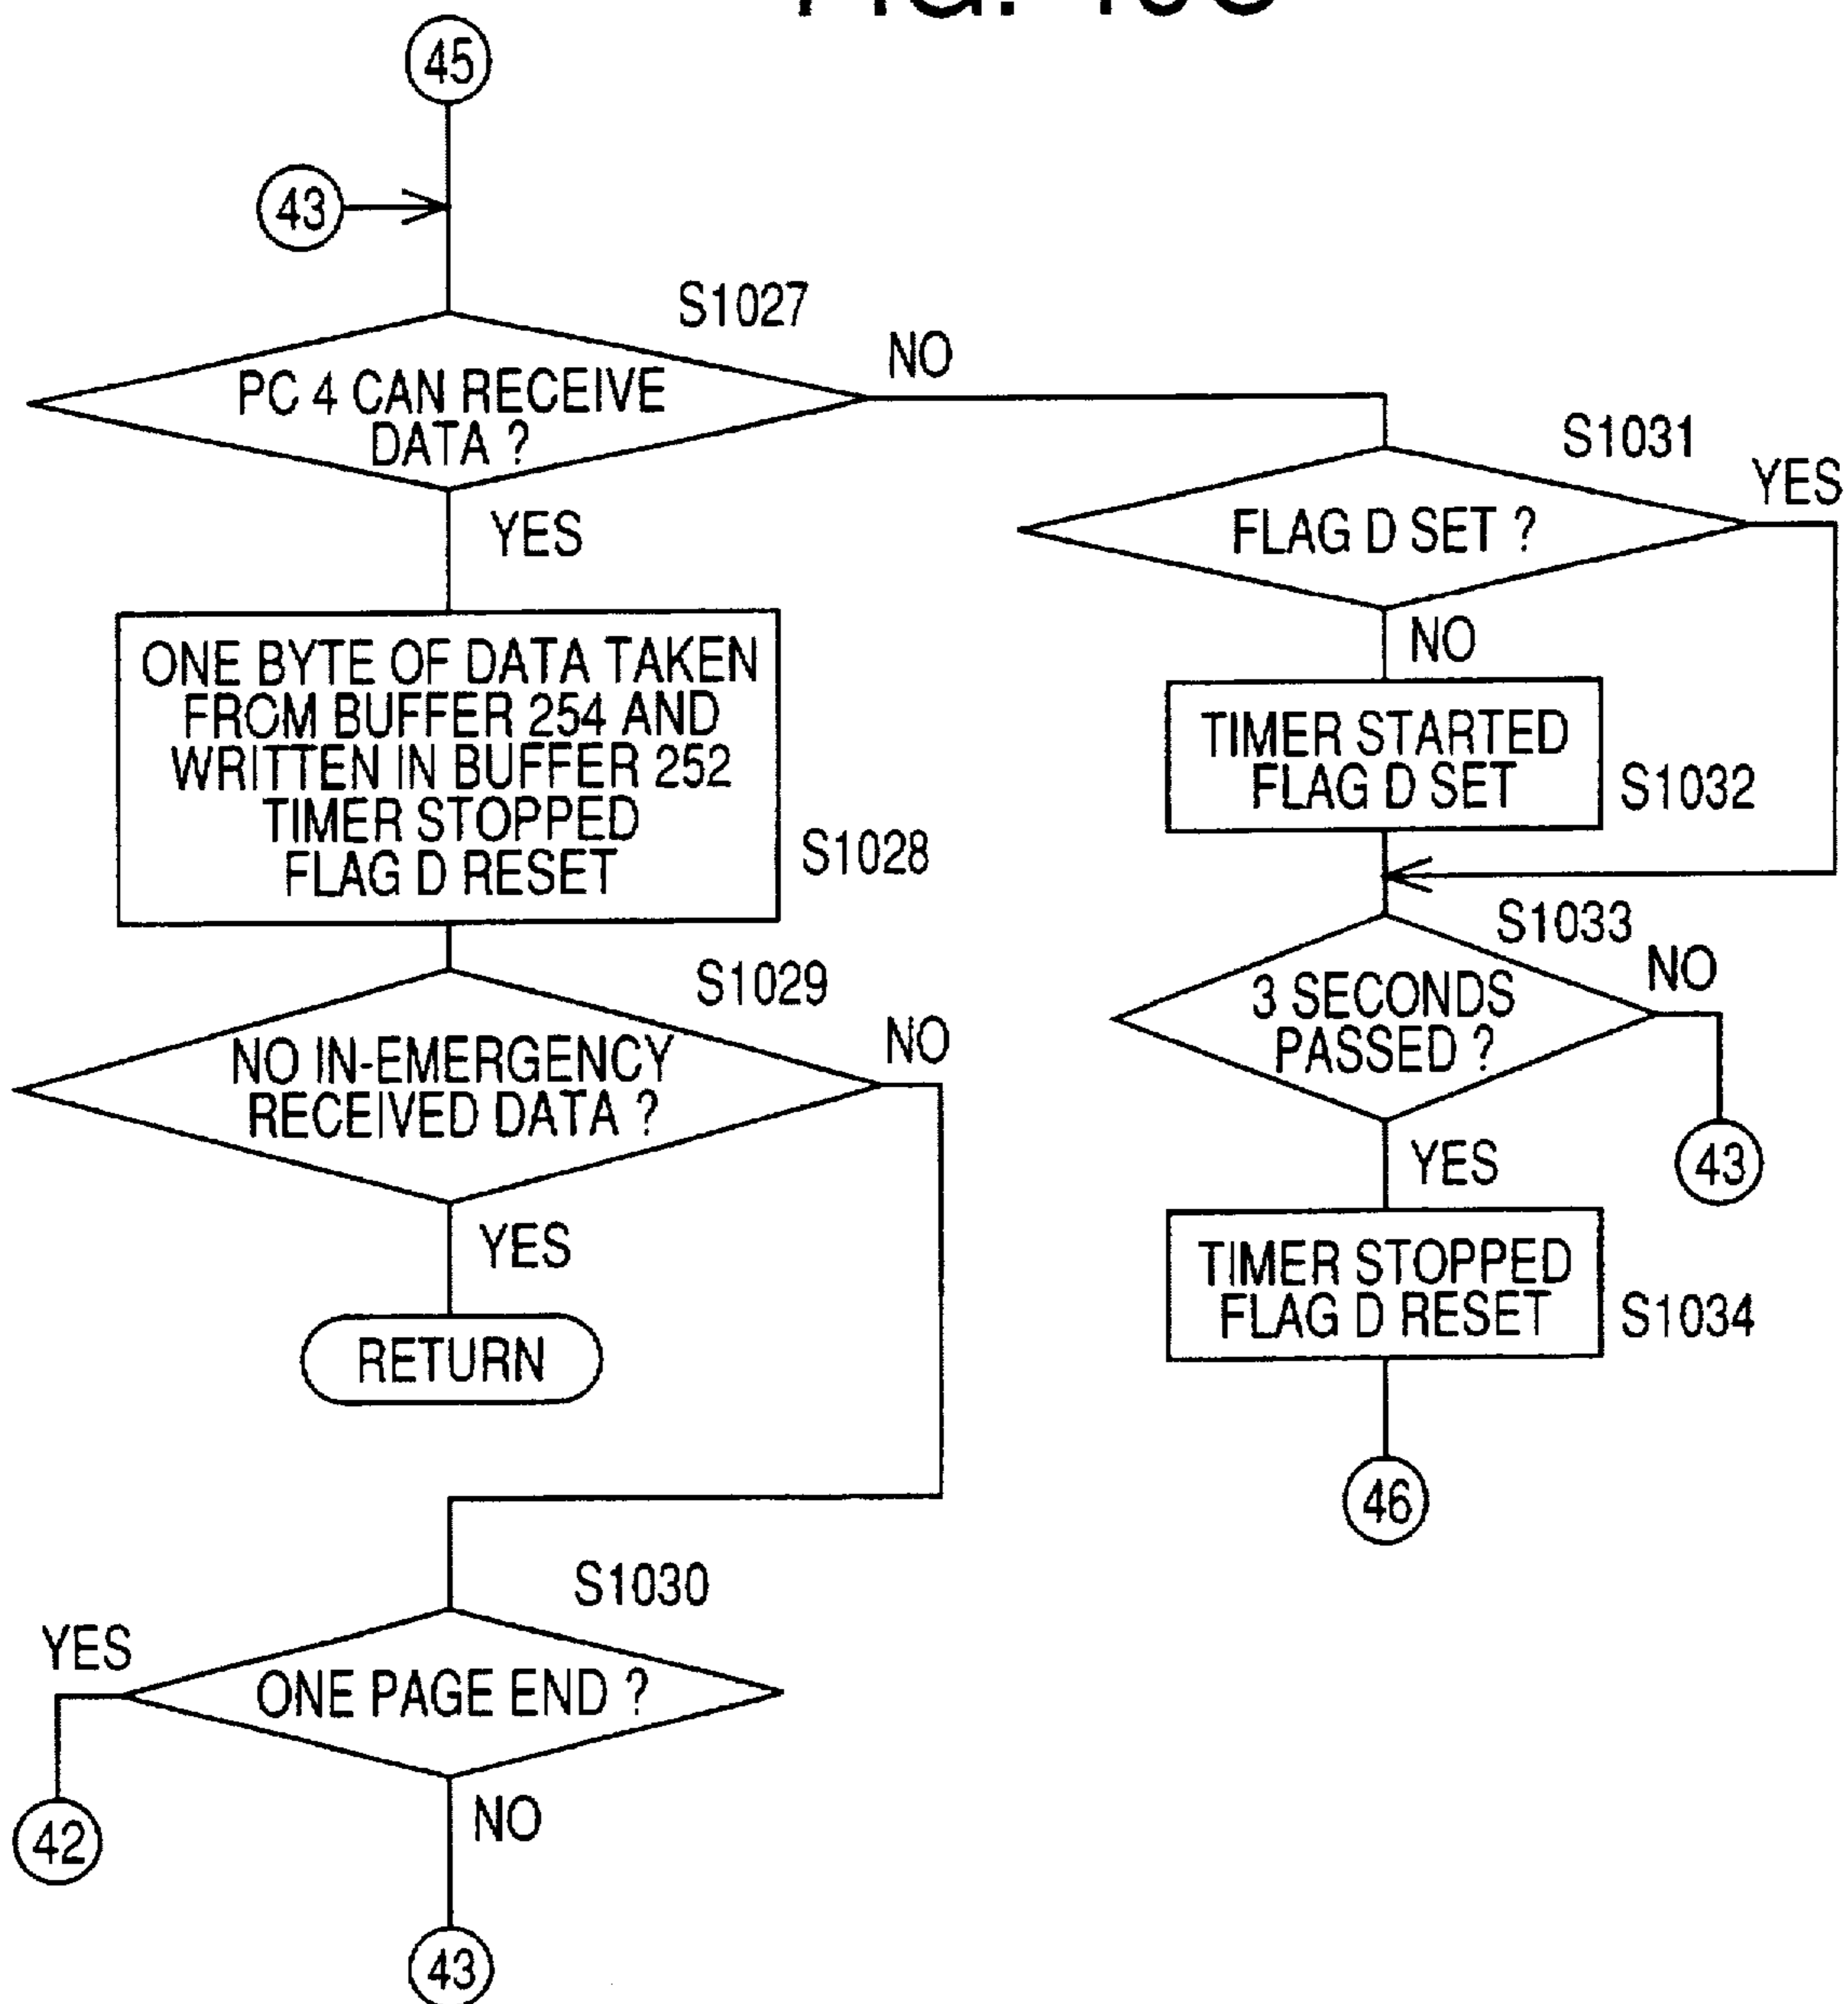 45
43
S1027
PC 4 CAN RECEIVE
DATA ?
NO
YES
S1031
FLAG D SET ?
YES
NO
ONE BYTE OF DATA TAKEN
FROM BUFFER 254 AND
WRITTEN IN BUFFER 252
TIMER STOPPED
FLAG D RESET
S1028
TIMER STARTED
FLAG D SET
S1032
S1029
NO IN-EMERGENCY
RECEIVED DATA ?
NO
YES
RETURN
S1033
3 SECONDS
PASSED ?
NO
43
YES
TIMER STOPPED
FLAG D RESET
S1034
46
S1030
ONE PAGE END ?
YES
42
NO
43